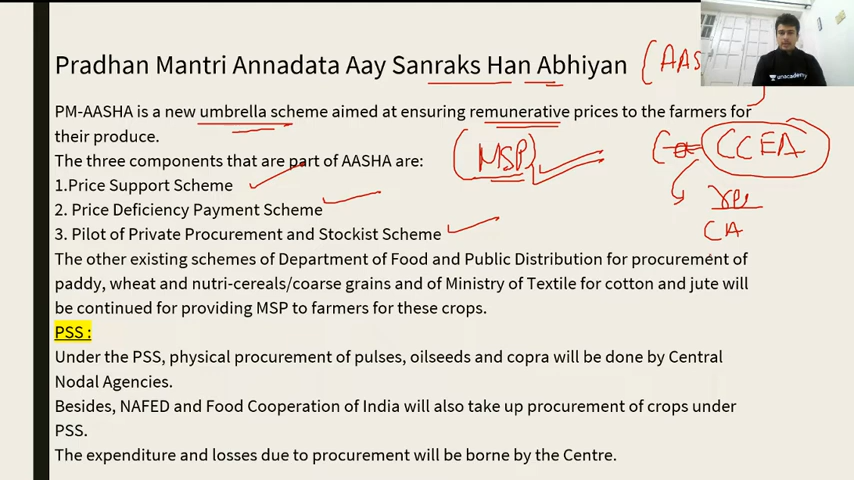 Pradhan Mantri Annadata Aay Sanraks Han Abhiyan (AAS
unacademy
PM-AASHA is a new umbrella scheme aimed at ensuring remunerative prices to the farmers for
their produce.
The three components that are part of AASHA are:
MSP
CCEA
1.Price Support Scheme
2. Price Deficiency Payment Scheme
3. Pilot of Private Procurement and Stockist Scheme
CA
The other existing schemes of Department of Food and Public Distribution for procurement of
paddy, wheat and nutri-cereals/coarse grains and of Ministry of Textile for cotton and jute will
be continued for providing MSP to farmers for these crops.
PSS :
Under the PSS, physical procurement of pulses, oilseeds and copra will be done by Central
Nodal Agencies.
Besides, NAFED and Food Cooperation of India will also take up procurement of crops under
PSS.
The expenditure and losses due to procurement will be borne by the Centre.